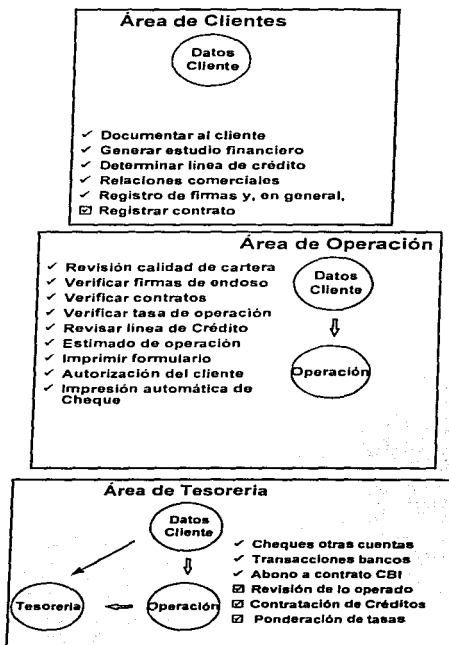 Área de Clientes
Datos
Cliente
✓ Documentar al cliente
✓ Generar estudio financiero
✓ Determinar línea de crédito
✓ Relaciones comerciales
✓ Registro de firmas y, en general,
☑ Registrar contrato
Área de Operación
✓ Revisión calidad de cartera
✓ Verificar firmas de endoso
✓ Verificar contratos
✓ Verificar tasa de operación
✓ Revisar línea de Crédito
✓ Estimado de operación
✓ Imprimir formulario
✓ Autorización del cliente
✓ Impresión automática de
Cheque
Datos
Cliente
Operación
Área de Tesoreria
Datos
Cliente
Tesoreria
Operación
✓ Cheques otras cuentas
✓ Transacciones bancos
✓ Abono a contrato CBI
☑ Revisión de lo operado
☑ Contratación de Créditos
☑ Ponderación de tasas